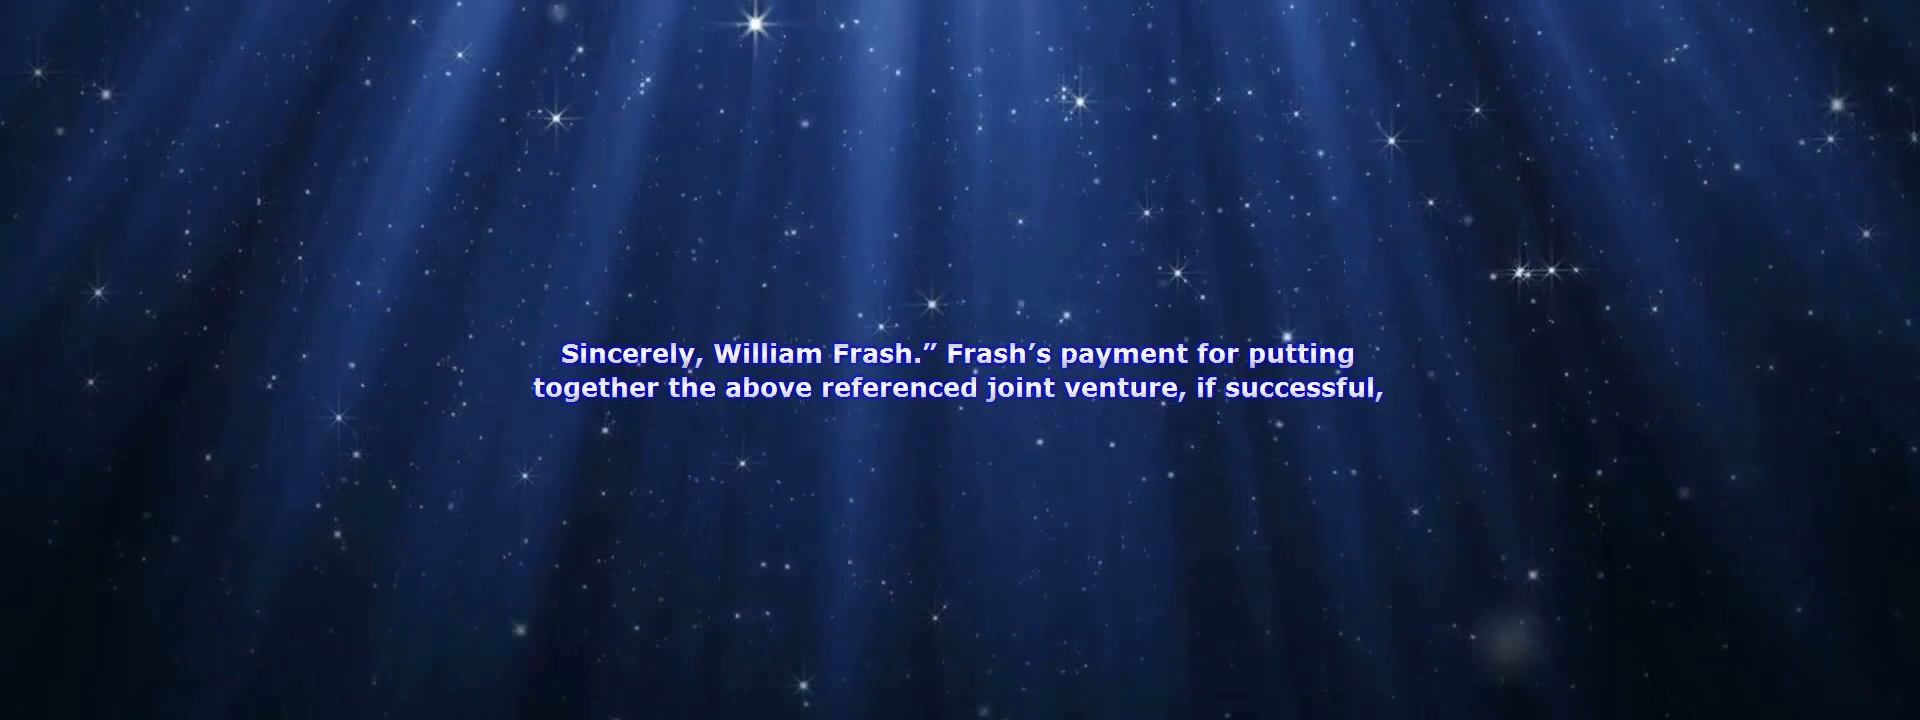 Sincerely, William Frash.” Frash’s payment for putting
together the above referenced joint venture, if successful,